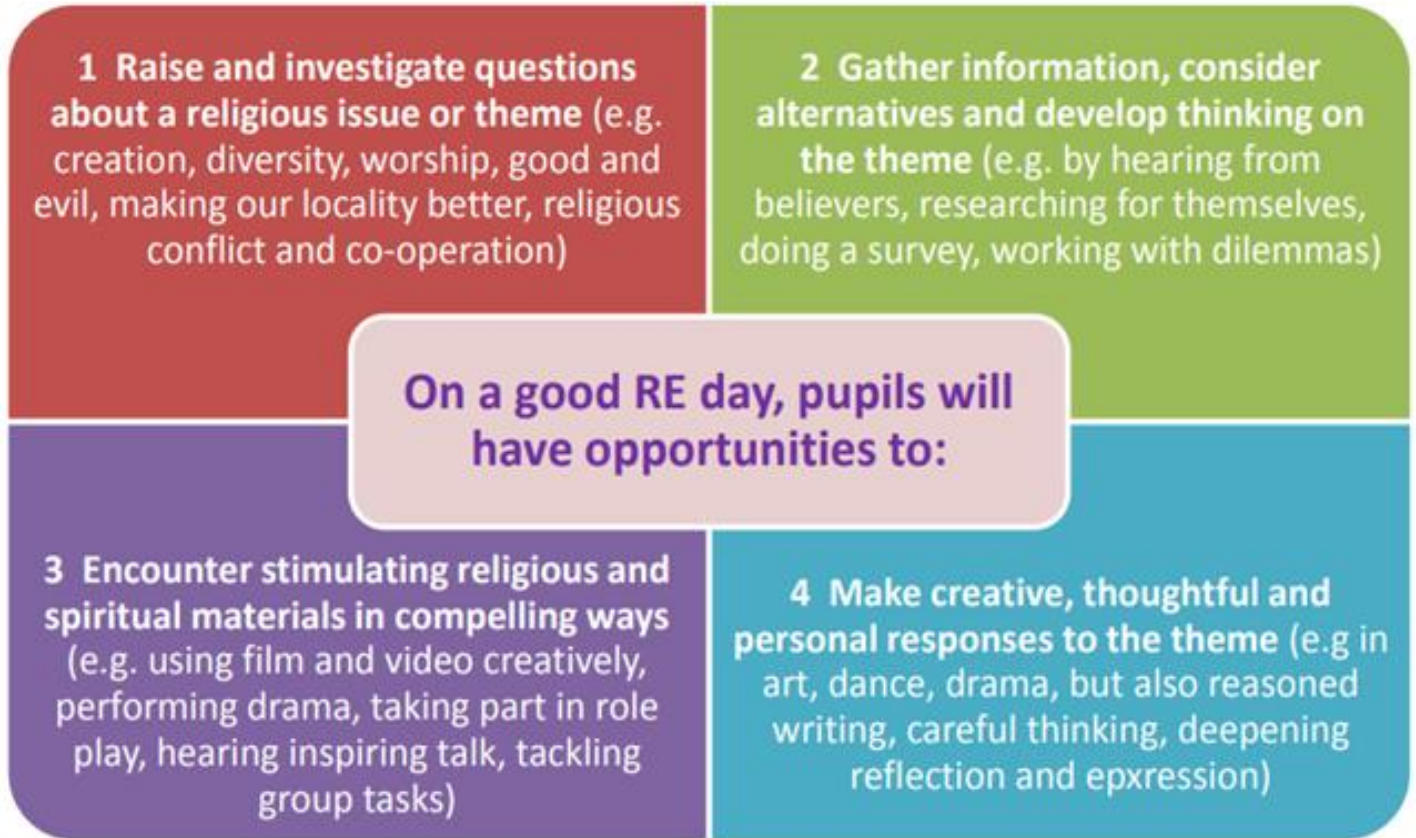 1 Raise and investigate questions
about a religious issue or theme (e.g.
creation, diversity, worship, good and
evil, making our locality better, religious
conflict and co-operation)
2 Gather information, consider
alternatives and develop thinking on
the theme (e.g. by hearing from
believers, researching for themselves,
doing a survey, working with dilemmas)
On a good RE day, pupils will
have opportunities to:
3 Encounter stimulating religious and
spiritual materials in compelling ways
(e.g. using film and video creatively,
performing drama, taking part in role
play, hearing inspiring talk, tackling
group tasks)
4 Make creative, thoughtful and
personal responses to the theme (e.g in
art, dance, drama, but also reasoned
writing, careful thinking, deepening
reflection and epxression)